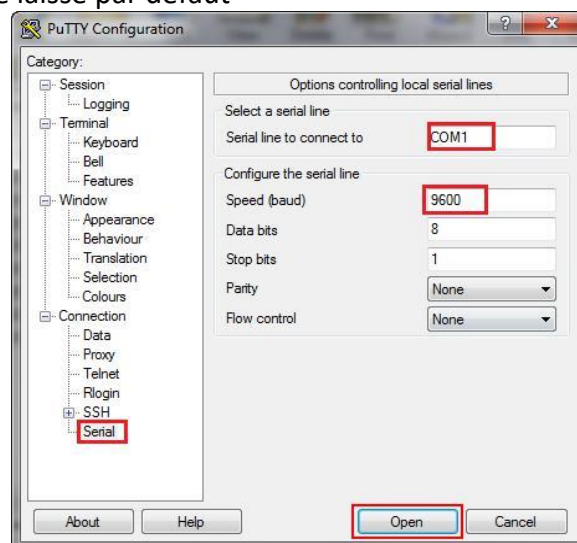 laisse par défaut
PuTTY Configuration
Category:
Session
Logging
Terminal
Keyboard
Bell
Features
Window
Appearance
Behaviour
Translation
Selection
Colours
Connection
Data
Proxy
Telnet
Rlogin
SSH
Serial
Options controlling local serial lines
Select a serial line
Serial line to connect to COM1
Configure the serial line
Speed (baud) 9600
Data bits 8
Stop bits 1
Parity None
Flow control None
About Help Open Cancel